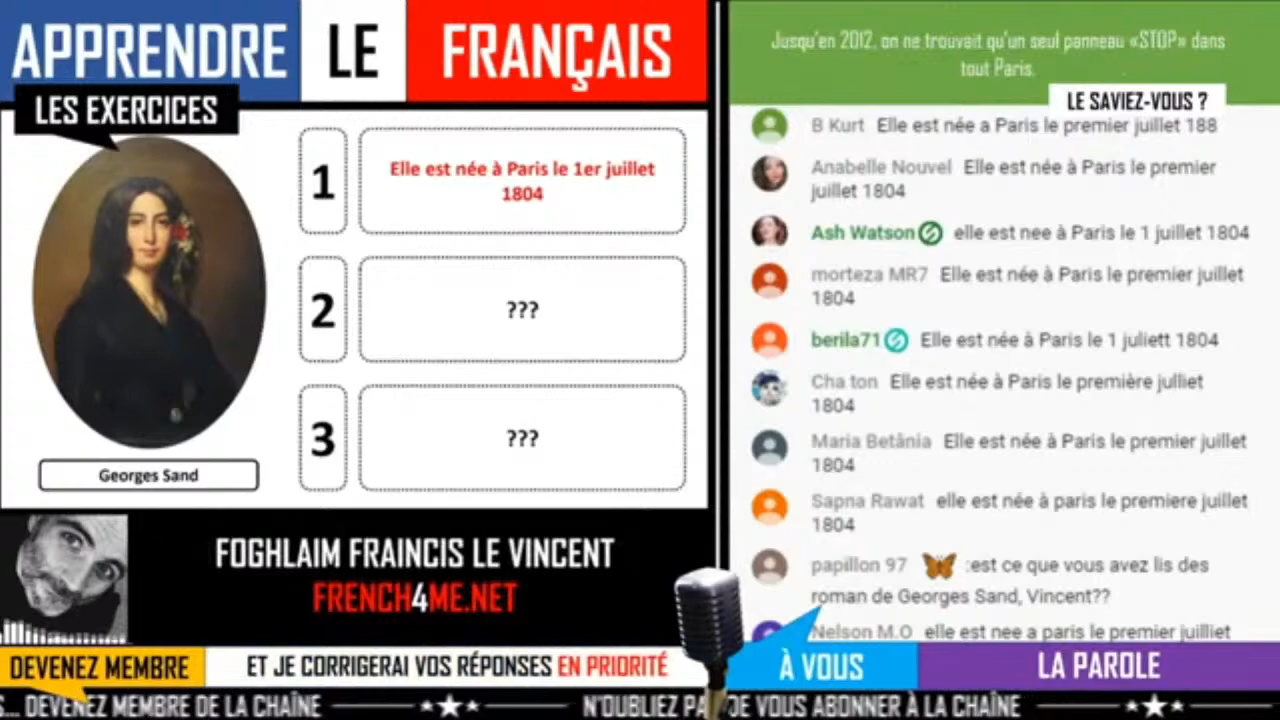 APPRENDRE LE FRANÇAIS
LES EXERCICES
1
Elle est née à Paris le 1er juillet
1804
2
???
3
???
Georges Sand
FOGHLAIM FRAINCIS LE VINCENT
FRENCH4ME.NET
DEVENEZ MEMBRE
ET JE CORRIGERAI VOS RÉPONSES EN PRIORITÉ
Jusqu'en 2012, on ne trouvait qu'un seul panneau «STOP» dans
tout Paris.
LE SAVIEZ-VOUS ?
B Kurt Elle est née a Paris le premier juillet 188
Anabelle Nouvel Elle est née à Paris le premier
juillet 1804
Ash Watson elle est nee à Paris le 1 juillet 1804
morteza MR7 Elle est née à Paris le premier juillet
1804
berila71 Elle est née à Paris le 1 juliett 1804
Cha ton Elle est née à Paris le première julliet
1804
Maria Betânia Elle est née à Paris le premier juillet
1804
Sapna Rawat elle est née à paris le premiere juillet
1804
papillon 97 :est ce que vous avez lis des
roman de Georges Sand, Vincent??
Nelson M.O elle est nee a paris le premier juilliet
À VOUS LA PAROLE
DEVENEZ MEMBRE DE LA CHAÎNE N'OUBLIEZ PA DE VOUS ABONNER À LA CHAÎNE